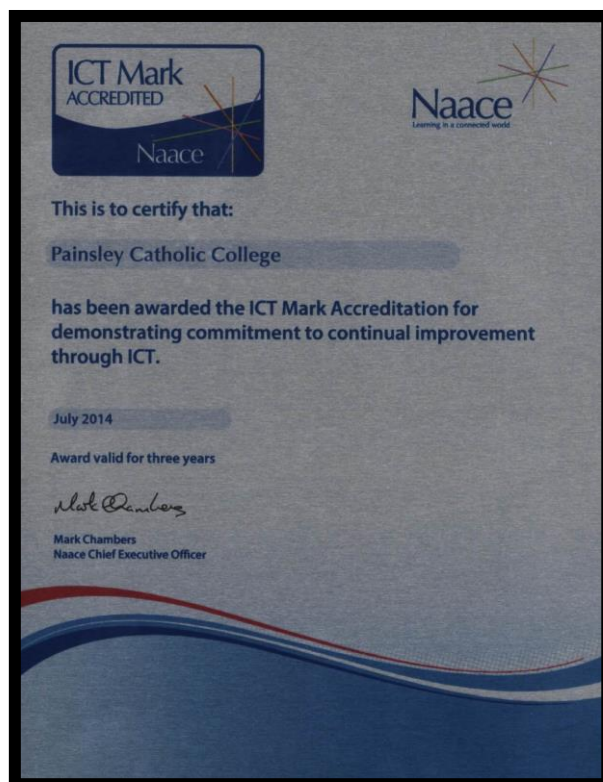 ICT Mark
ACCREDITED
Naace
Naace
Learning in a connected world
This is to certify that:
Painsley Catholic College
has been awarded the ICT Mark Accreditation for
demonstrating commitment to continual improvement
through ICT.
July 2014
Award valid for three years
Mark Chambers
Mark Chambers
Naace Chief Executive Officer